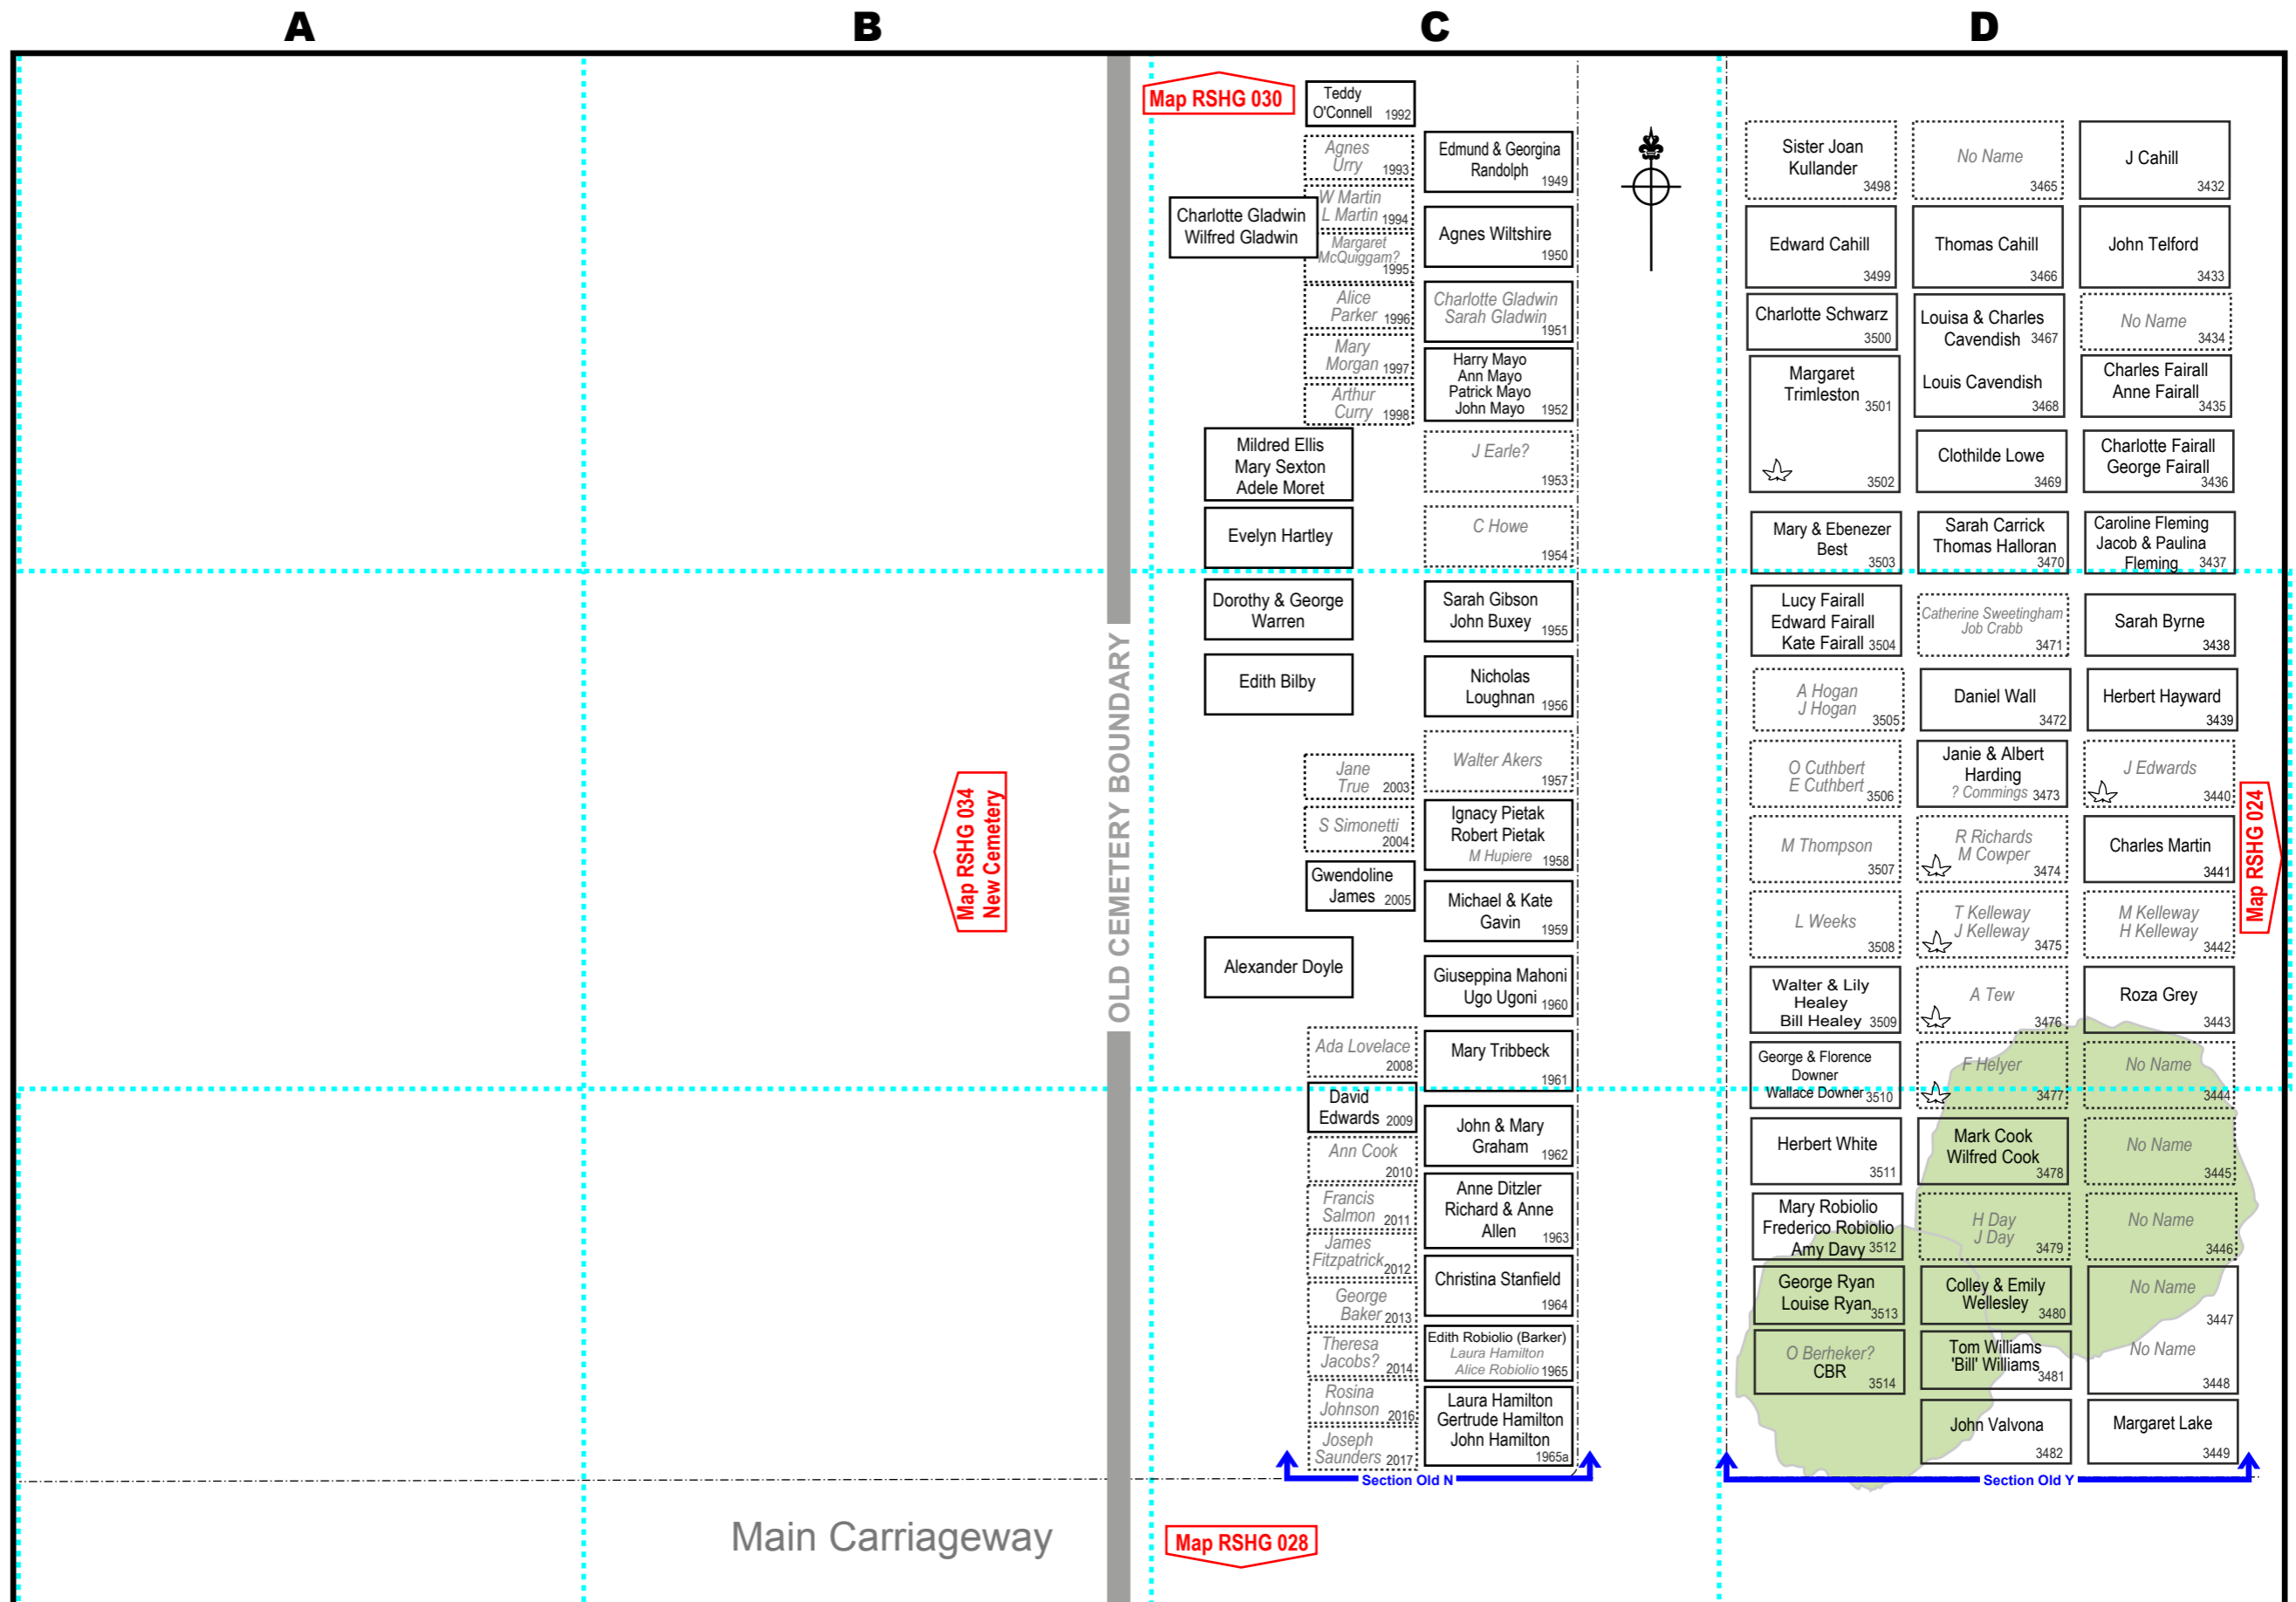 A
B
C
D
Map RSHG 030
Teddy
O'Connell 1992
Agnes
Urry 1993
W Martin
L Martin 1994
Charlotte Gladwin
Wilfred Gladwin
Margaret
McQuiggam?
1995
Alice
Parker 1996
Mary
Morgan 1997
Arthur
Curry 1998
Mildred Ellis
Mary Sexton
Adele Moret
Evelyn Hartley
Dorothy & George
Warren
Edith Bilby
Jane
True 2003
S Simonetti
2004
Gwendoline
James 2005
Alexander Doyle
Ada Lovelace
2008
David
Edwards 2009
Ann Cook
2010
Francis
Salmon 2011
James
Fitzpatrick 2012
George
Baker 2013
Theresa
Jacobs? 2014
Rosina
Johnson 2016
Joseph
Saunders 2017
Edmund & Georgina
Randolph
1949
Agnes Wiltshire
1950
Charlotte Gladwin
Sarah Gladwin
1951
Harry Mayo
Ann Mayo
Patrick Mayo
John Mayo 1952
J Earle?
1953
C Howe
1954
Sarah Gibson
John Buxey
1955
Nicholas
Loughnan
1956
Walter Akers
1957
Ignacy Pietak
Robert Pietak
M Hupiere 1958
Michael & Kate
Gavin
1959
Giuseppina Mahoni
Ugo Ugoni 1960
Mary Tribbeck
1961
John & Mary
Graham
1962
Anne Ditzler
Richard & Anne
Allen
1963
Christina Stanfield
1964
Edith Robiolio (Barker)
Laura Hamilton
Alice Robiolio 1965
Laura Hamilton
Gertrude Hamilton
John Hamilton
1965a
Section Old N
Sister Joan
Kullander
3498
Edward Cahill
3499
Charlotte Schwarz
3500
Margaret
Trimleston
3501
3502
Mary & Ebenezer
Best
3503
Lucy Fairall
Edward Fairall
Kate Fairall 3504
A Hogan
J Hogan
3505
O Cuthbert
E Cuthbert
3506
M Thompson
3507
L Weeks
3508
Walter & Lily
Healey
Bill Healey 3509
George & Florence
Downer
Wallace Downer 3510
Herbert White
3511
Mary Robiolio
Frederico Robiolio
Amy Davy 3512
George Ryan
Louise Ryan 3513
O Berheker?
CBR
3514
No Name
3465
Thomas Cahill
3466
Louisa & Charles
Cavendish 3467
Louis Cavendish
3468
Clothilde Lowe
3469
Sarah Carrick
Thomas Halloran
3470
Catherine Sweetingham
Job Crabb
3471
Daniel Wall
3472
Janie & Albert
Harding
? Commings 3473
R Richards
M Cowper
3474
T Kelleway
J Kelleway
3475
A Tew
3476
F Helyer
3477
Mark Cook
Wilfred Cook
3478
H Day
J Day
3479
Colley & Emily
Wellesley
3480
Tom Williams
'Bill' Williams
3481
John Valvona
3482
J Cahill
3432
John Telford
3433
No Name
3434
Charles Fairall
Anne Fairall
3435
Charlotte Fairall
George Fairall
3436
Caroline Fleming
Jacob & Paulina
Fleming 3437
Sarah Byrne
3438
Herbert Hayward
3439
J Edwards
3440
Charles Martin
3441
M Kelleway
H Kelleway
3442
Roza Grey
3443
No Name
3444
No Name
3445
No Name
3446
No Name
3447
No Name
3448
Margaret Lake
3449
Section Old Y
Map RSHG 024
Map RSHG 034
New Cemetery
OLD CEMETERY BOUNDARY
Main Carriageway
Map RSHG 028